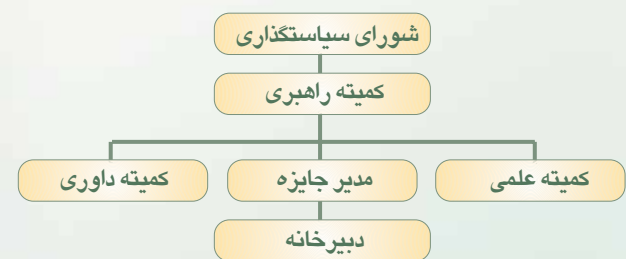 شورای سیاستگذاری
کمیته راهبری
کمیته علمی
مدیر جایزه
کمیته داوری
دبیرخانه